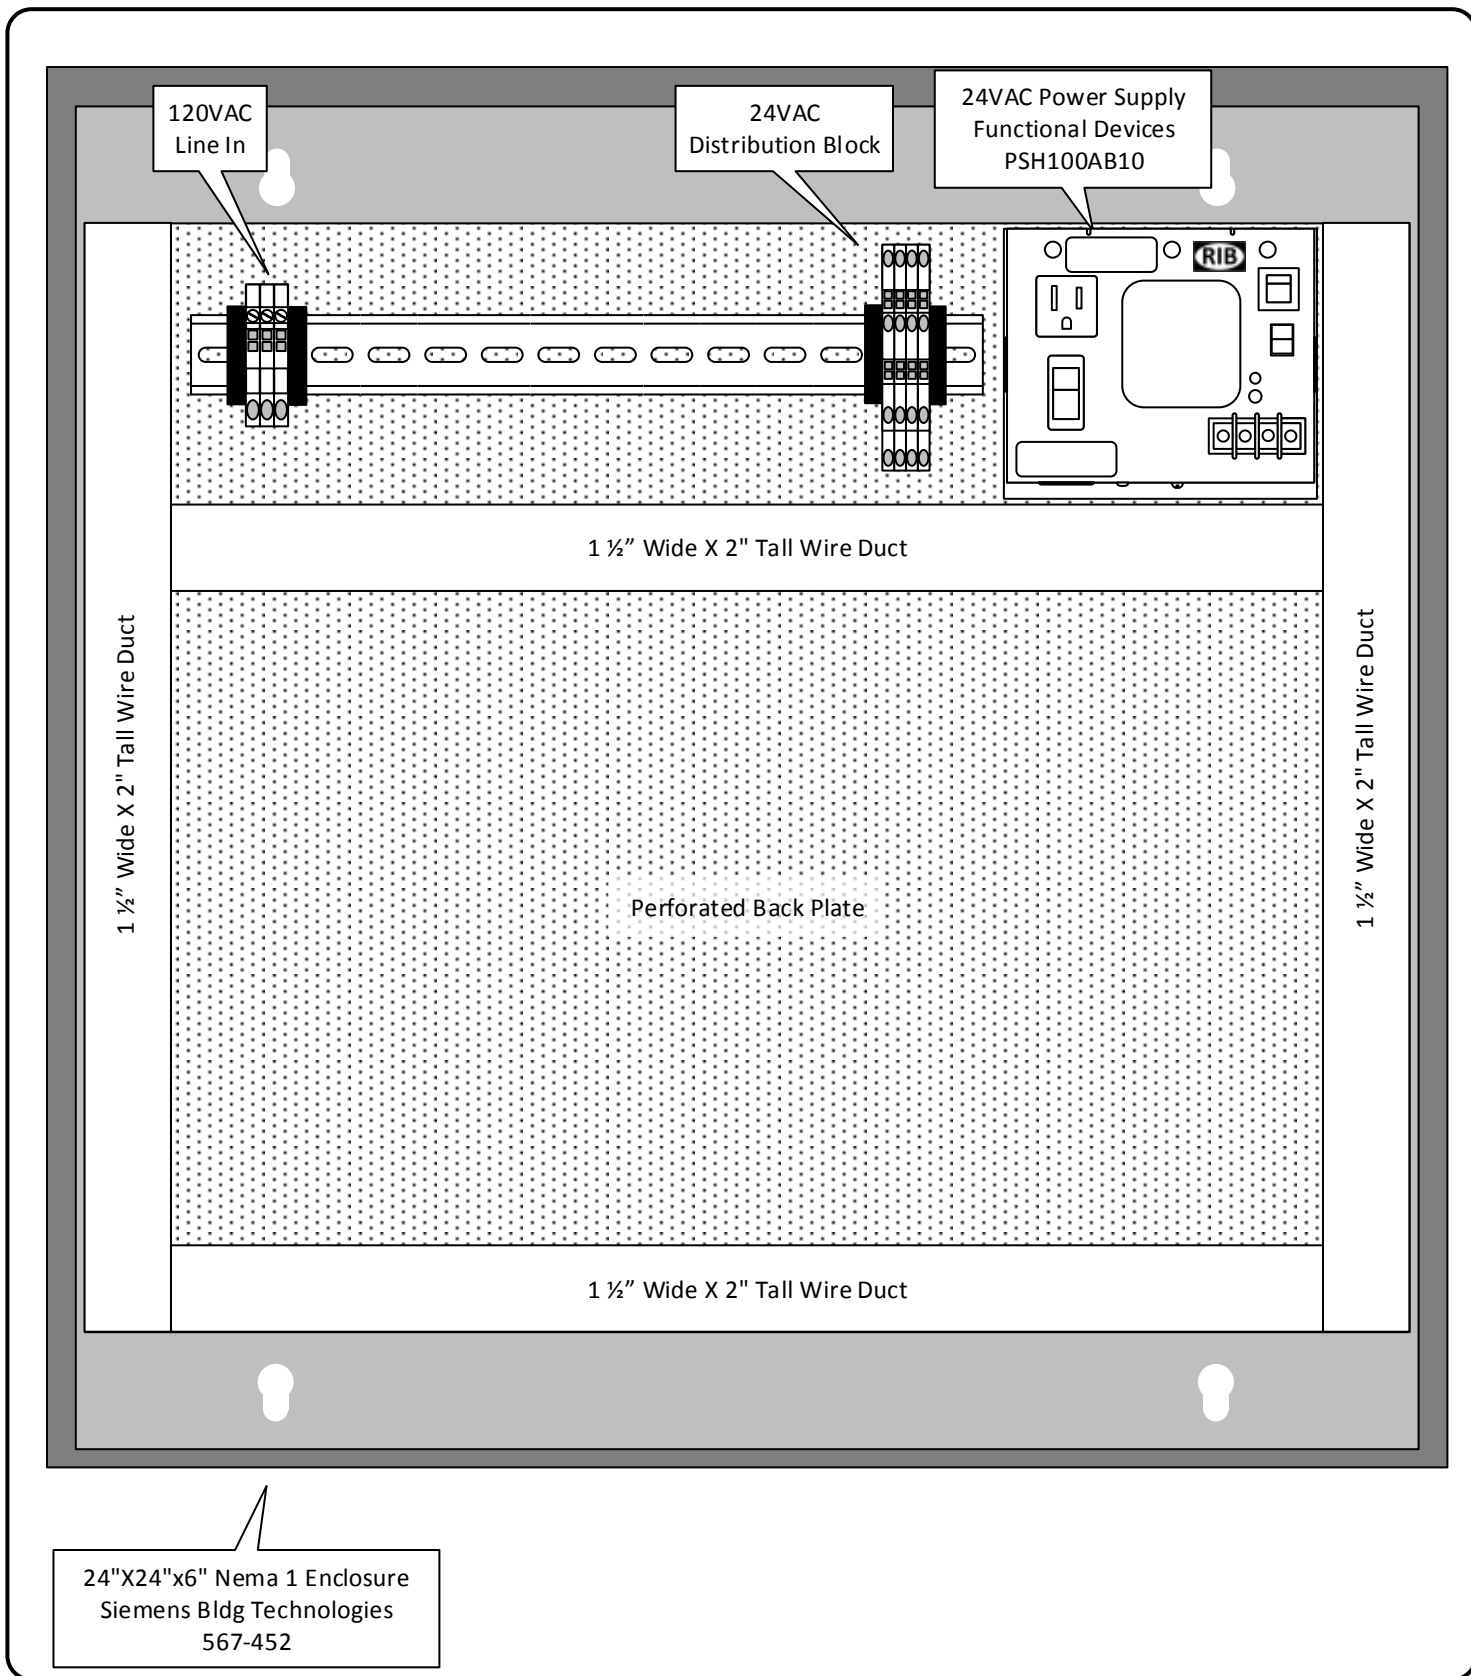 120VAC
Line In
24VAC
Distribution Block
24VAC Power Supply
Functional Devices
PSH100AB10
RIB
1 ½” Wide X 2" Tall Wire Duct
1 ½” Wide X 2" Tall Wire Duct
1 ½” Wide X 2" Tall Wire Duct
Perforated Back Plate
1 ½” Wide X 2" Tall Wire Duct
24"X24"x6" Nema 1 Enclosure
Siemens Bldg Technologies
567-452